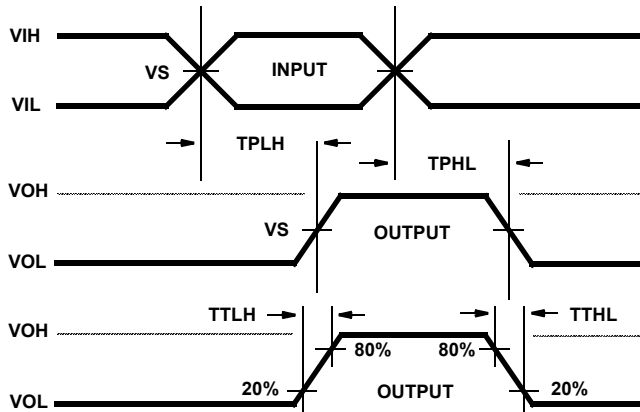 VIH
VS
INPUT
VIL
TPLH
TPHL
VOH
VS
OUTPUT
VOL
TTLH
TTHL
VOH
80%
80%
20%
OUTPUT
20%
VOL